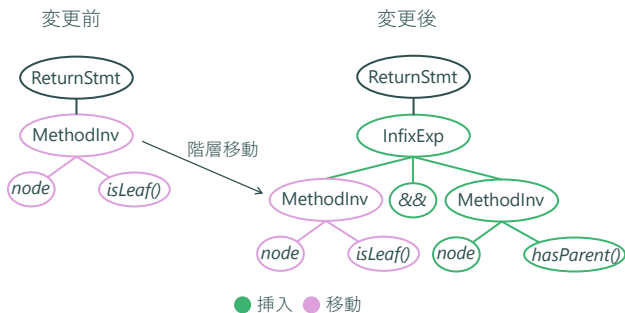 変更前
変更後
ReturnStmt
ReturnStmt
MethodInv
InfixExp
階層移動
node
isLeaf()
MethodInv
&&
MethodInv
node
isLeaf()
node
hasParent()
挿入
移動